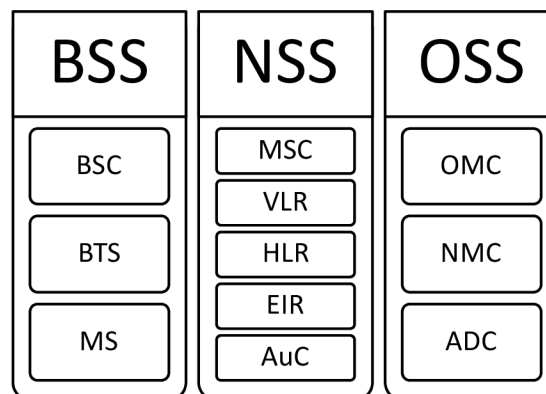 BSS
BSC
BTS
MS
NSS
MSC
VLR
HLR
EIR
AuC
OSS
OMC
NMC
ADC